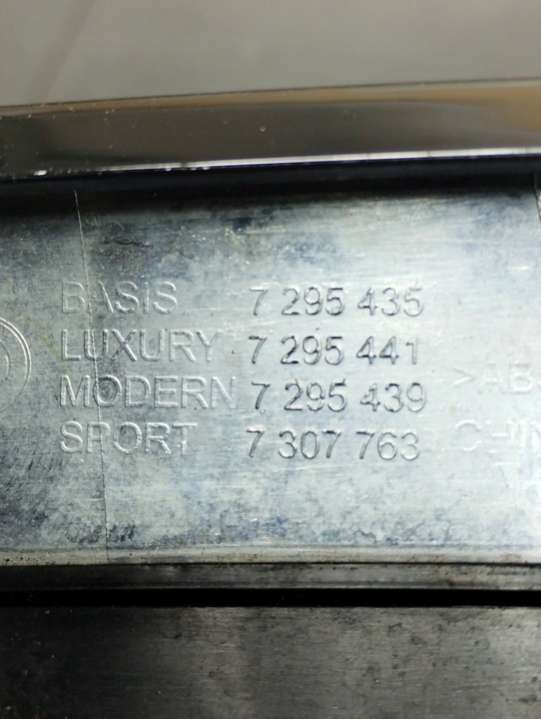 BASIS 7 295 435
LUXURY 7 295 441
MODERN 7 295 439
SPORT 7 307 763